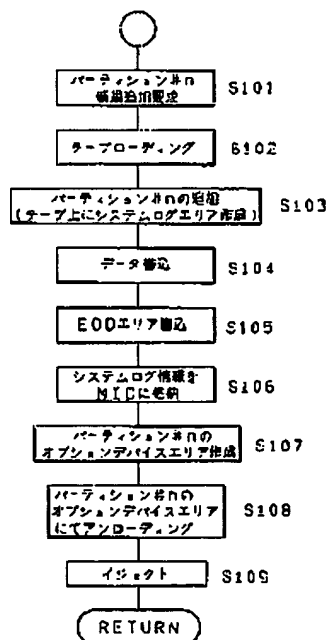 パーティション#nの
S101
テープローディング
S102
パーティション#nの追加
(テープ上にシステムログエリア作成)
S103
データ書込
S104
EODエリア書込
S105
システムログ情報を
MICに格納
S106
パーティション#nの
オプションデバイスエリア作成
S107
パーティション#nの
オプションデバイスエリア
にてアンローディング
S108
イジェクト
S109
RETURN